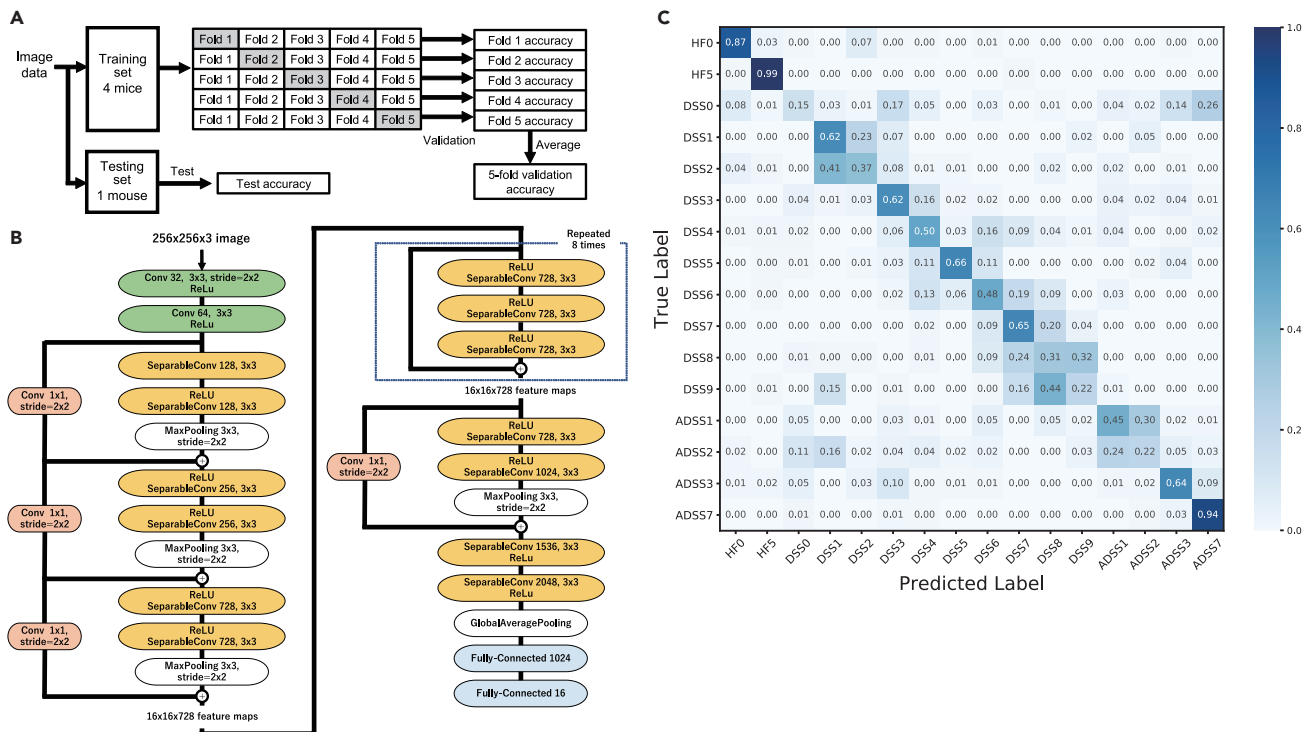 A
Image
data
Training
set
4 mice
Fold 1 Fold 2 Fold 3 Fold 4 Fold 5
Fold 1 Fold 2 Fold 3 Fold 4 Fold 5
Fold 1 Fold 2 Fold 3 Fold 4 Fold 5
Fold 1 Fold 2 Fold 3 Fold 4 Fold 5
Fold 1 Fold 2 Fold 3 Fold 4 Fold 5
Fold 1 accuracy
Fold 2 accuracy
Fold 3 accuracy
Fold 4 accuracy
Fold 5 accuracy
Validation
Average
5-fold validation
accuracy
Testing
set
1 mouse
Test
Test accuracy
B
256x256x3 image
Conv 32, 3x3, stride=2x2
ReLu
Conv 64, 3x3
ReLu
SeparableConv 128, 3x3
Conv 1x1,
stride=2x2
ReLU
SeparableConv 128, 3x3
MaxPooling 3x3,
stride=2x2
+
ReLU
SeparableConv 256, 3x3
Conv 1x1,
stride=2x2
ReLU
SeparableConv 256, 3x3
MaxPooling 3x3,
stride=2x2
+
ReLU
SeparableConv 728, 3x3
Conv 1x1,
stride=2x2
ReLU
SeparableConv 728, 3x3
MaxPooling 3x3,
stride=2x2
+
16x16x728 feature maps
Repeated
8 times
ReLU
SeparableConv 728, 3x3
ReLU
SeparableConv 728, 3x3
ReLU
SeparableConv 728, 3x3
+
16x16x728 feature maps
ReLU
SeparableConv 728, 3x3
Conv 1x1,
stride=2x2
ReLU
SeparableConv 1024, 3x3
MaxPooling 3x3,
stride=2x2
+
SeparableConv 1536, 3x3
ReLu
SeparableConv 2048, 3x3
ReLu
GlobalAveragePooling
Fully-Connected 1024
Fully-Connected 16
C
True Label
HF0 0.87 0.03 0.00 0.00 0.07 0.00 0.00 0.00 0.01 0.00 0.00 0.00 0.00 0.00 0.00 0.00
HF5 0.00 0.99 0.00 0.00 0.00 0.00 0.00 0.00 0.00 0.00 0.00 0.00 0.00 0.00 0.00 0.00
DSS0 0.08 0.01 0.15 0.03 0.01 0.17 0.05 0.00 0.03 0.00 0.01 0.00 0.04 0.02 0.14 0.26
DSS1 0.00 0.00 0.00 0.62 0.23 0.07 0.00 0.00 0.00 0.00 0.00 0.02 0.00 0.05 0.00 0.00
DSS2 0.04 0.01 0.00 0.41 0.37 0.08 0.01 0.01 0.00 0.00 0.02 0.00 0.02 0.01 0.00 0.00
DSS3 0.00 0.00 0.04 0.01 0.03 0.62 0.16 0.02 0.02 0.00 0.01 0.00 0.02 0.04 0.04 0.01
DSS4 0.01 0.01 0.02 0.00 0.00 0.06 0.50 0.03 0.16 0.09 0.06 0.00 0.01 0.00 0.00 0.02
DSS5 0.00 0.00 0.01 0.00 0.00 0.04 0.11 0.66 0.11 0.00 0.00 0.00 0.02 0.00 0.04 0.00
DSS6 0.00 0.00 0.00 0.00 0.00 0.02 0.13 0.06 0.48 0.19 0.09 0.00 0.03 0.00 0.00 0.00
DSS7 0.00 0.00 0.00 0.00 0.00 0.00 0.02 0.00 0.09 0.65 0.20 0.04 0.00 0.00 0.00 0.00
DSS8 0.00 0.00 0.01 0.00 0.00 0.01 0.01 0.00 0.09 0.24 0.31 0.32 0.00 0.00 0.00 0.00
DSS9 0.00 0.01 0.00 0.15 0.00 0.01 0.00 0.00 0.00 0.16 0.44 0.22 0.01 0.00 0.00 0.00
ADSS1 0.00 0.00 0.05 0.00 0.00 0.03 0.01 0.05 0.02 0.00 0.03 0.02 0.45 0.30 0.02 0.01
ADSS2 0.02 0.00 0.11 0.16 0.02 0.04 0.04 0.02 0.02 0.00 0.00 0.03 0.24 0.22 0.05 0.03
ADSS3 0.01 0.02 0.05 0.00 0.03 0.10 0.00 0.01 0.00 0.00 0.00 0.00 0.01 0.02 0.64 0.09
ADSS7 0.00 0.00 0.01 0.00 0.00 0.00 0.00 0.00 0.00 0.00 0.00 0.00 0.00 0.00 0.03 0.94
HF0 HF5 DSS0 DSS1 DSS2 DSS3 DSS4 DSS5 DSS6 DSS7 DSS8 DSS9 ADSS1 ADSS2 ADSS3 ADSS7
Predicted Label
1.0
0.8
0.6
0.4
0.2
0.0